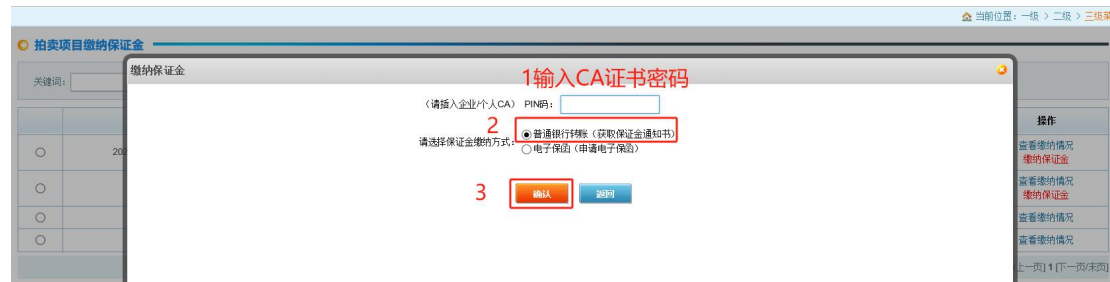 当前位置：一级 > 二级 > 三级菜
拍卖项目缴纳保证金
缴纳保证金
1输入CA证书密码
关键词：
（请插入企业/个人CA） PIN码：
2
普通银行转账（获取保证金通知书）
请选择保证金缴纳方式：
电子保函（申请电子保函）
操作
202
查看缴纳情况
缴纳保证金
3
确认
返回
查看缴纳情况
缴纳保证金
查看缴纳情况
查看缴纳情况
上一页] 1 [下一页/末页]